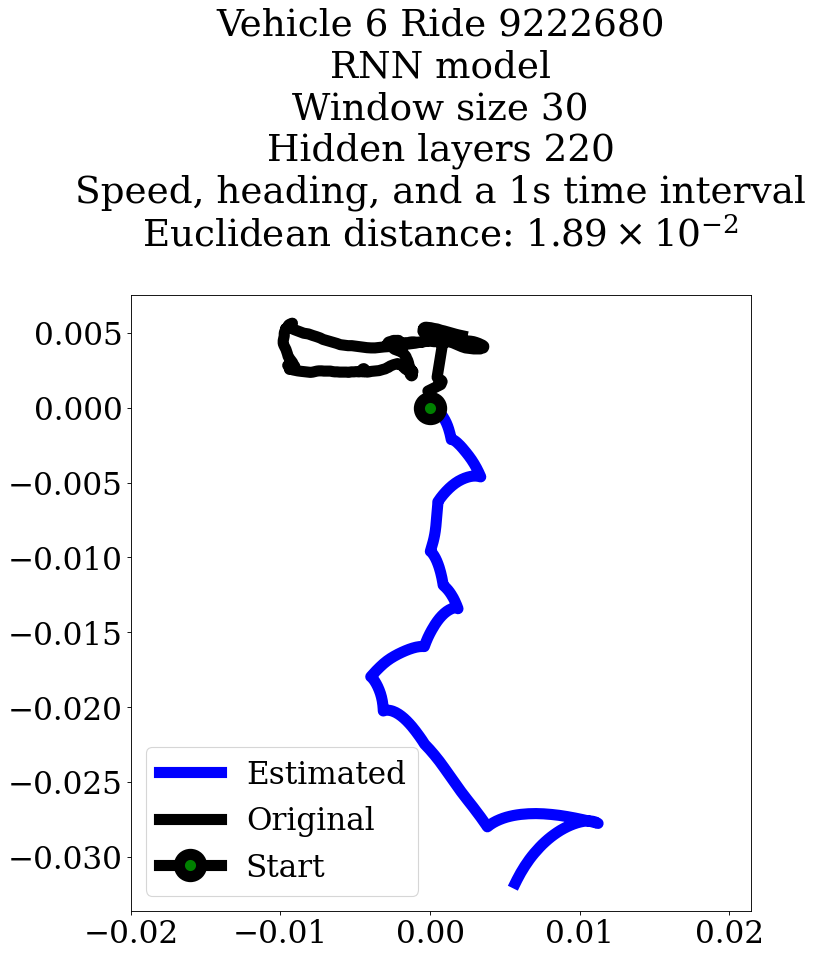 Vehicle 6 Ride 9222680
RNN model
Window size 30
Hidden layers 220
Speed, heading, and a 1s time interval
Euclidean distance: 1.89 × 10⁻²
0.005
0.000
−0.005
−0.010
−0.015
−0.020
−0.025
−0.030
Estimated
Original
Start
−0.02 −0.01 0.00 0.01 0.02